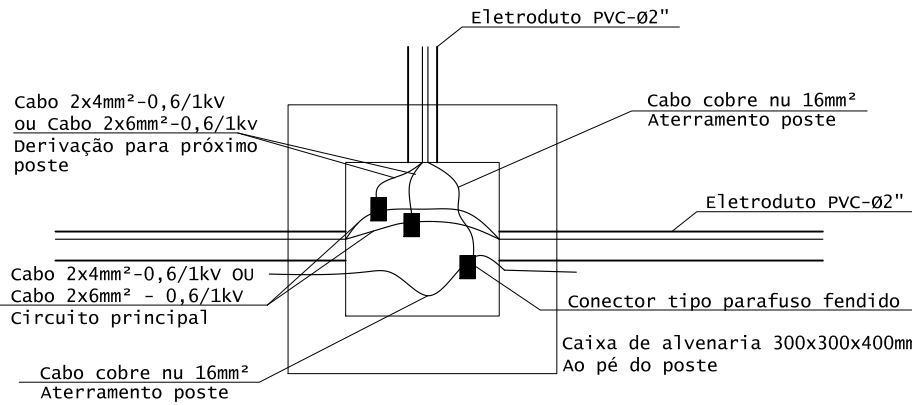 Eletroduto PVC-Ø2"
Cabo 2x4mm²-0,6/1kV
ou Cabo 2x6mm²-0,6/1kV
Derivação para próximo
poste
Cabo cobre nu 16mm²
Aterramento poste
Eletroduto PVC-Ø2"
Cabo 2x4mm²-0,6/1kV OU
Cabo 2x6mm² - 0,6/1kV
Circuito principal
Conector tipo parafuso fendido
Caixa de alvenaria 300x300x400mm
Ao pé do poste
Cabo cobre nu 16mm²
Aterramento poste